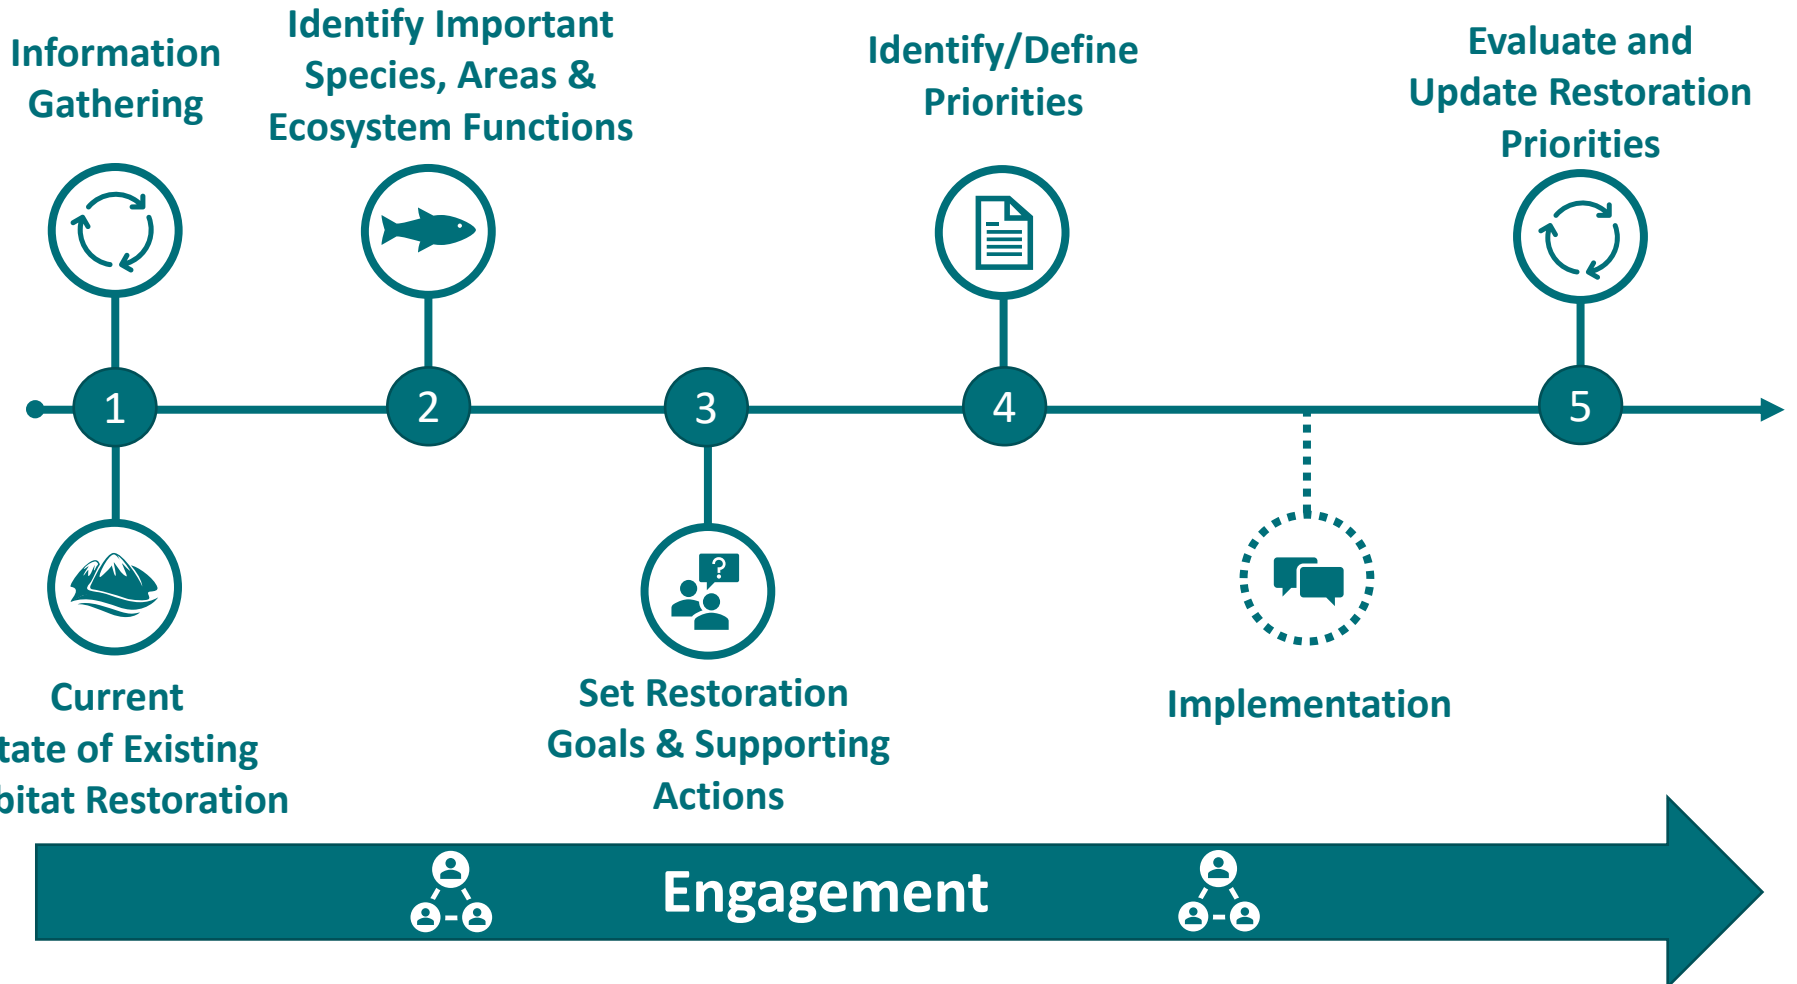 Information
Gathering
Identify Important
Species, Areas &
Ecosystem Functions
Identify/Define
Priorities
Evaluate and
Update Restoration
Priorities
1
2
3
4
5
?
Current
tate of Existing
bitat Restoration
Set Restoration
Goals & Supporting
Actions
Implementation
Engagement